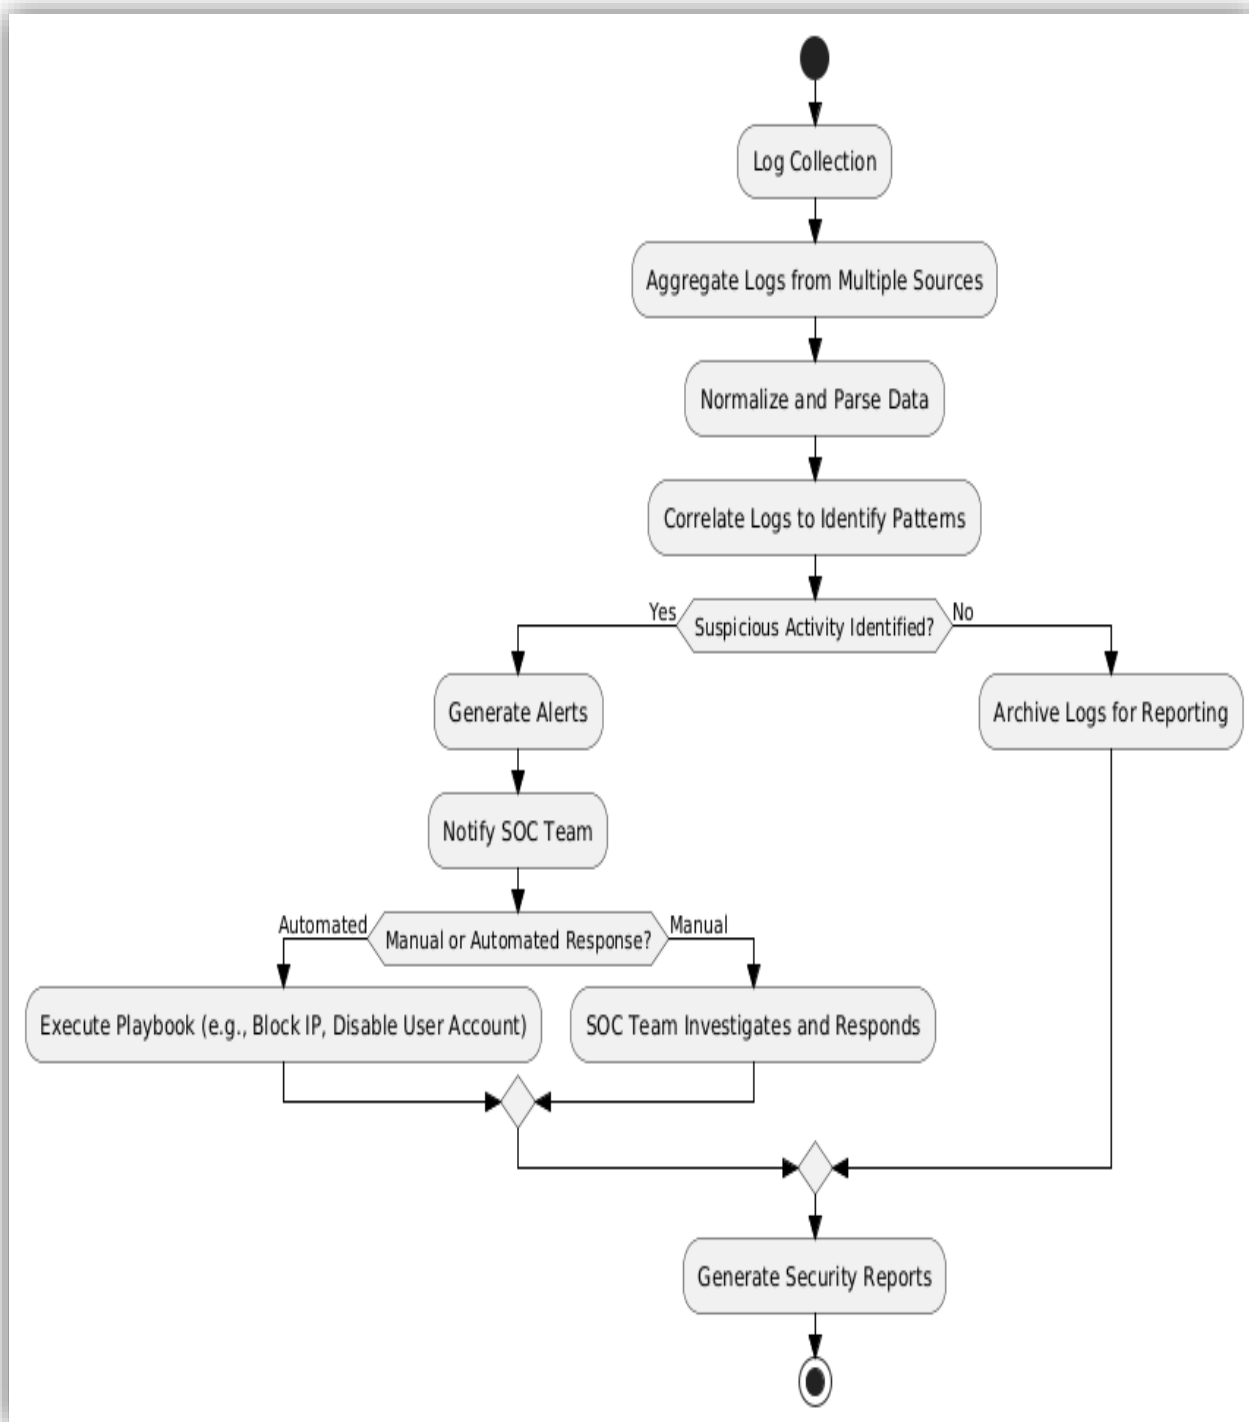 Log Collection
Aggregate Logs from Multiple Sources
Normalize and Parse Data
Correlate Logs to Identify Patterns
Yes
Suspicious Activity Identified?
No
Generate Alerts
Archive Logs for Reporting
Notify SOC Team
Automated
Manual or Automated Response?
Manual
Execute Playbook (e.g., Block IP, Disable User Account)
SOC Team Investigates and Responds
Generate Security Reports